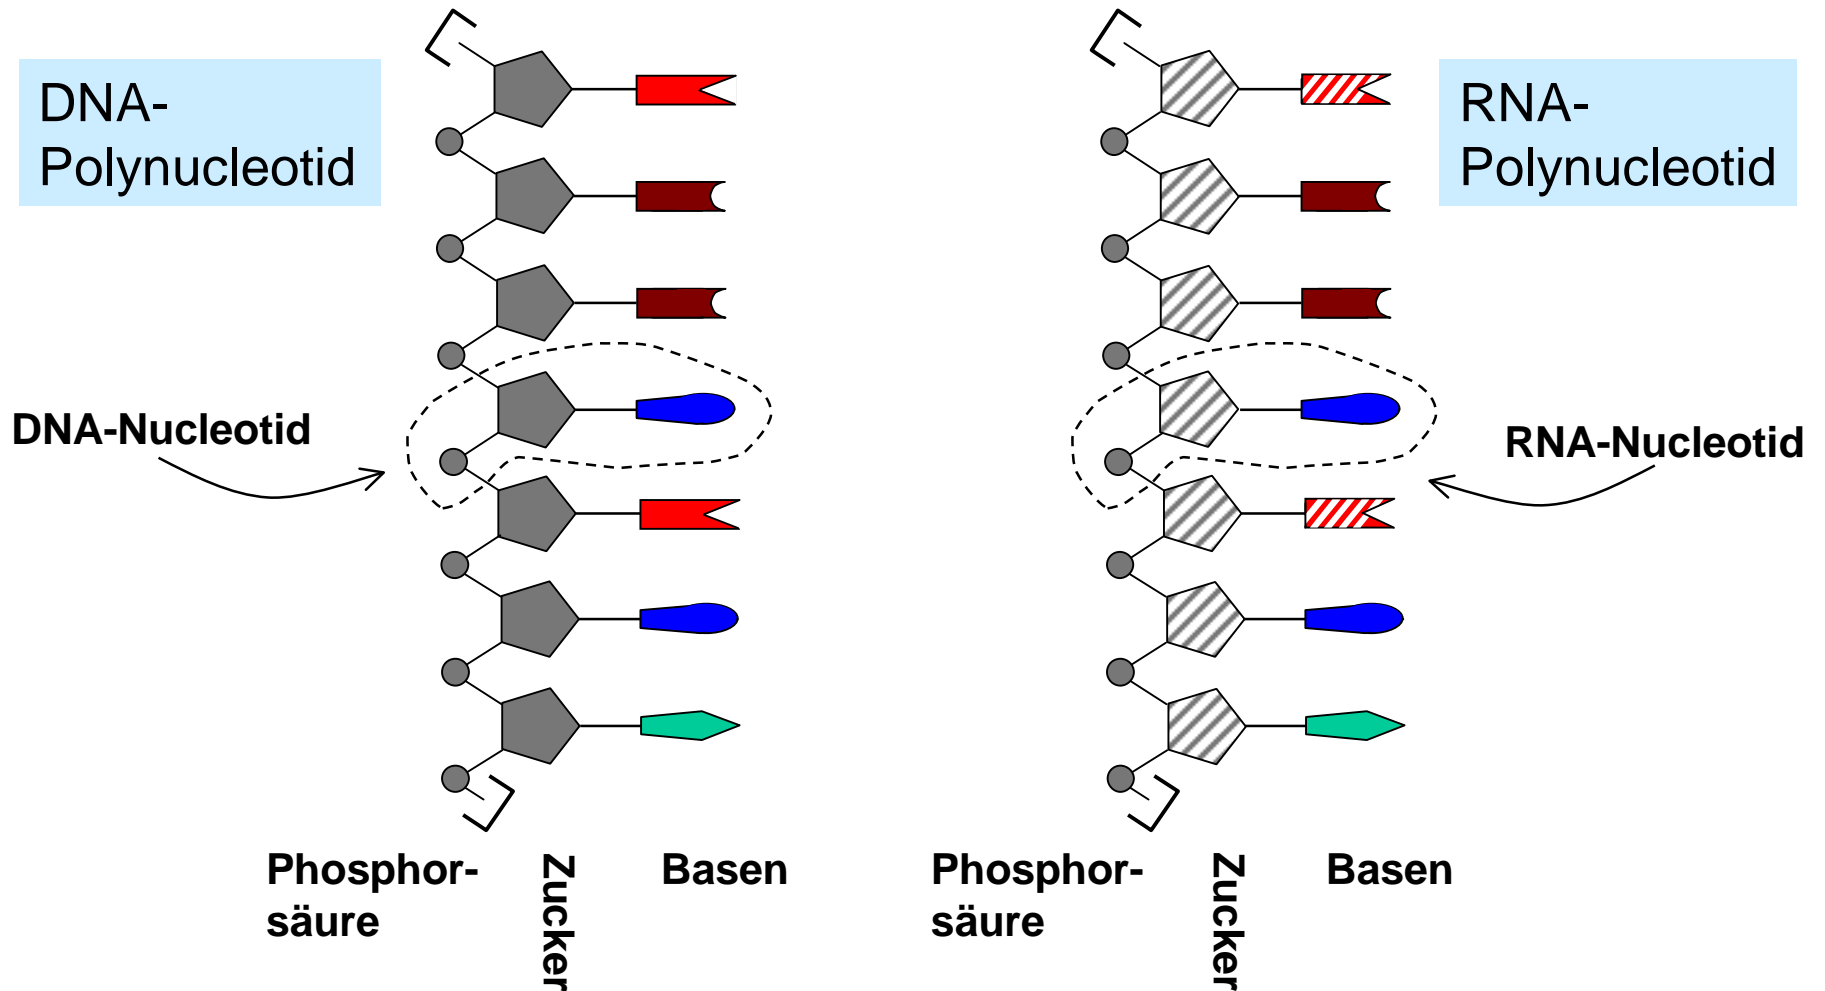 DNA-
Polynucleotid
RNA-
Polynucleotid
DNA-Nucleotid
RNA-Nucleotid
Phosphor-
säure
Zucker
Basen
Phosphor-
säure
Zucker
Basen